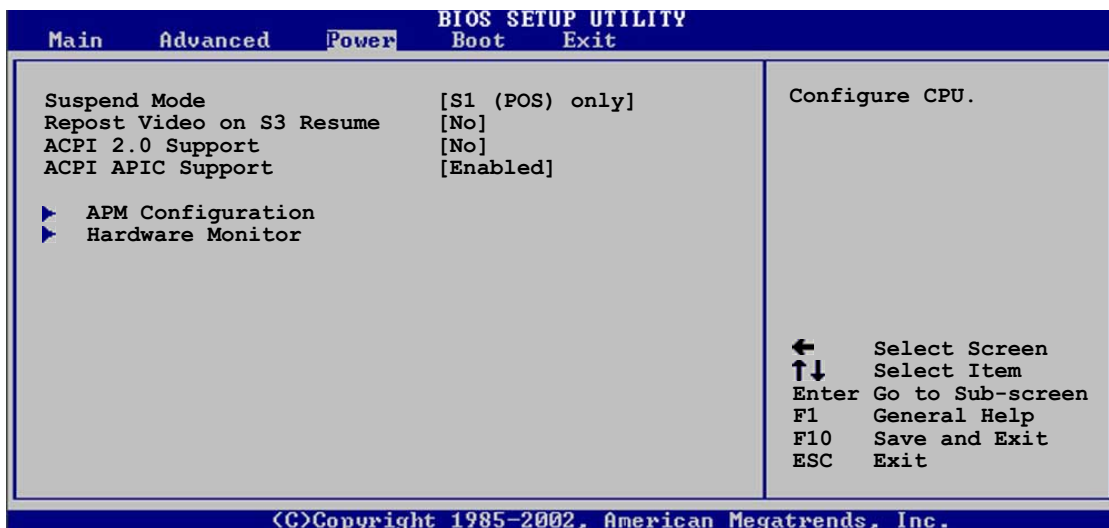 BIOS SETUP UTILITY
Main Advanced Power Boot Exit
Suspend Mode [S1 (POS) only]
Repost Video on S3 Resume [No]
ACPI 2.0 Support [No]
ACPI APIC Support [Enabled]
APM Configuration
Hardware Monitor
Configure CPU.
← Select Screen
↑↓ Select Item
Enter Go to Sub-screen
F1 General Help
F10 Save and Exit
ESC Exit
(C)Copyright 1985-2002, American Megatrends, Inc.